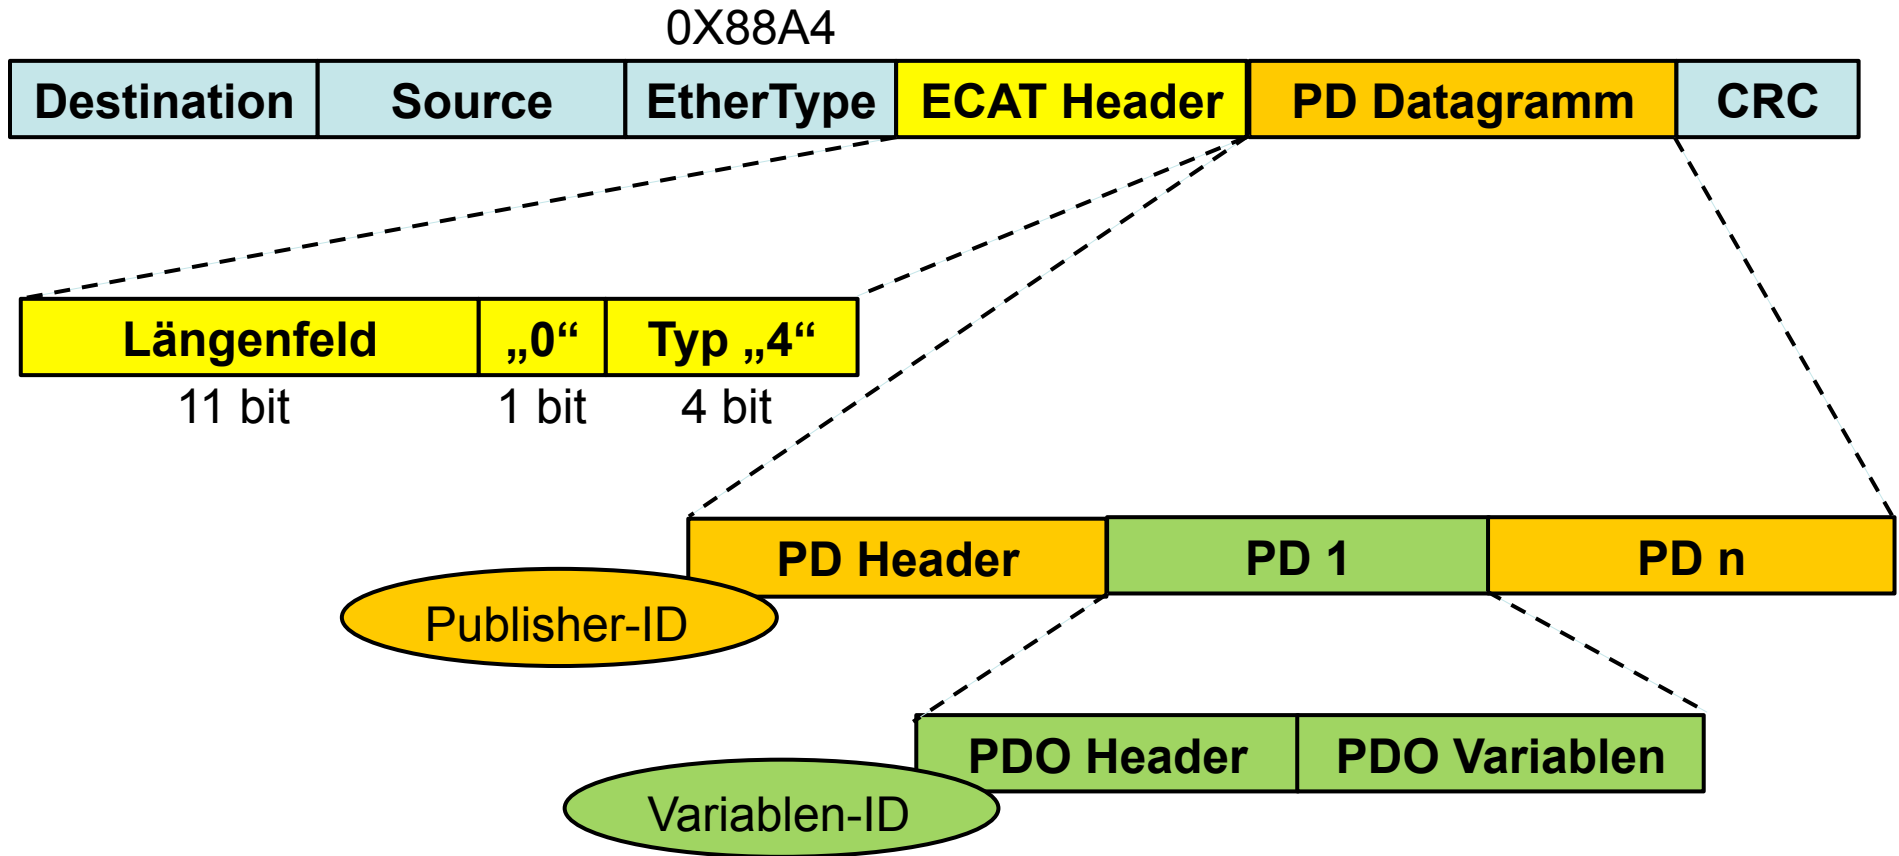 0X88A4
Destination Source EtherType ECAT Header PD Datagramm CRC
Längenfeld „0“ Typ „4“
11 bit 1 bit 4 bit
PD Header PD 1 PD n
Publisher-ID
PDO Header PDO Variablen
Variablen-ID